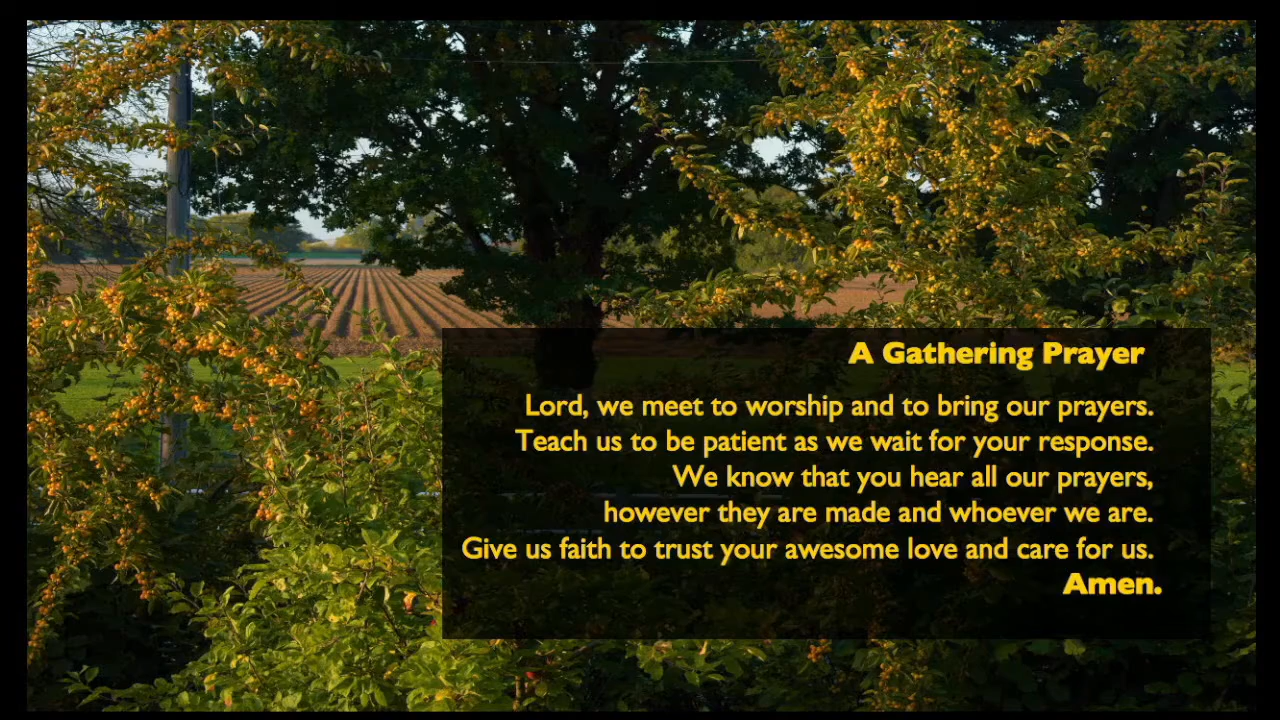 A Gathering Prayer
Lord, we meet to worship and to bring our prayers.
Teach us to be patient as we wait for your response.
We know that you hear all our prayers,
however they are made and whoever we are.
Give us faith to trust your awesome love and care for us.
Amen.